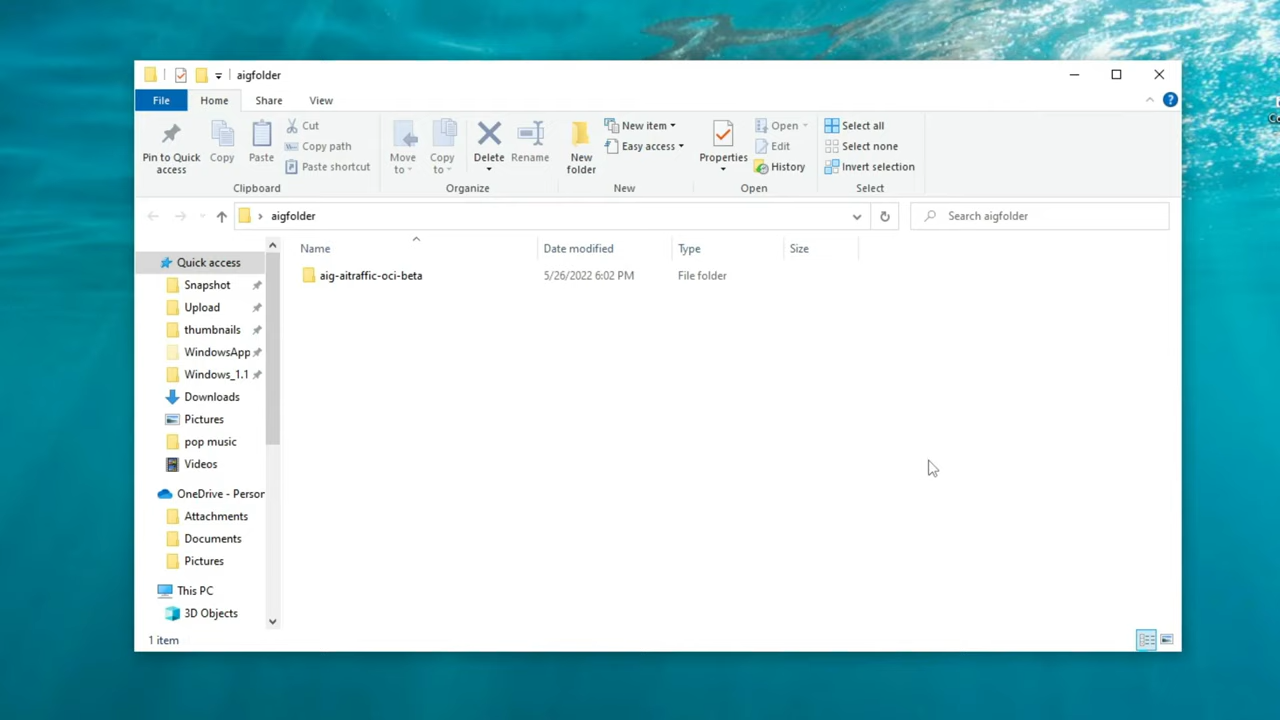 aigfolder
File
Home
Share
View
Pin to Quick access
Copy
Paste
Cut
Copy path
Paste shortcut
Clipboard
Move to
Copy to
Delete
Rename
Organize
New folder
New item
Easy access
New
Properties
Open
Edit
History
Open
Select all
Select none
Invert selection
Select
aigfolder
Search aigfolder
Name
Date modified
Type
Size
aig-aitraffic-oci-beta
5/26/2022 6:02 PM
File folder
Quick access
Snapshot
Upload
thumbnails
WindowsApp
Windows_1.1
Downloads
Pictures
pop music
Videos
OneDrive - Person
Attachments
Documents
Pictures
This PC
3D Objects
1 item